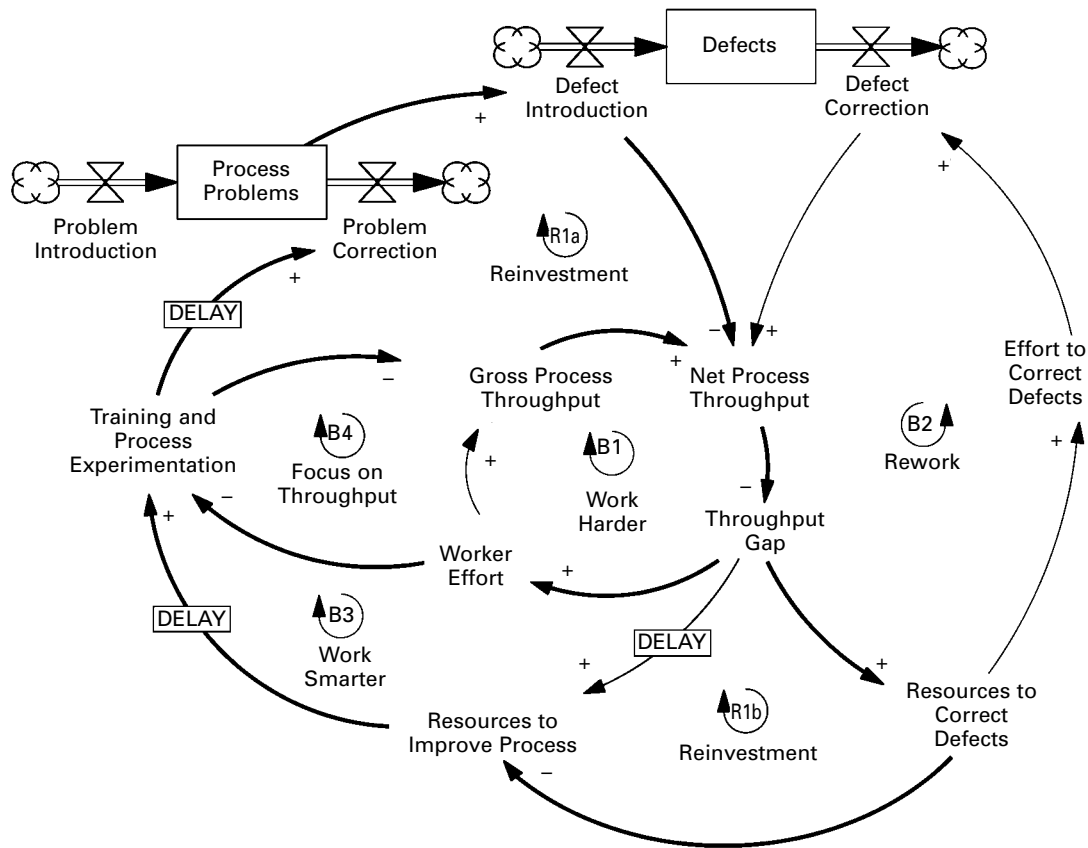 Defects
Defect
Introduction
Defect
Correction
+
+
Process
Problems
Problem
Introduction
Problem
Correction
+
R1a
Reinvestment
DELAY
−
+
−
+
Gross Process
Throughput
Net Process
Throughput
Effort to
Correct
Defects
Training and
Process
Experimentation
B4
Focus on
Throughput
+
B1
Work
Harder
B2
Rework
+
−
−
+
Throughput
Gap
Worker
Effort
+
DELAY
B3
Work
Smarter
DELAY
+
+
Resources to
Improve Process
R1b
Reinvestment
Resources to
Correct
Defects
−